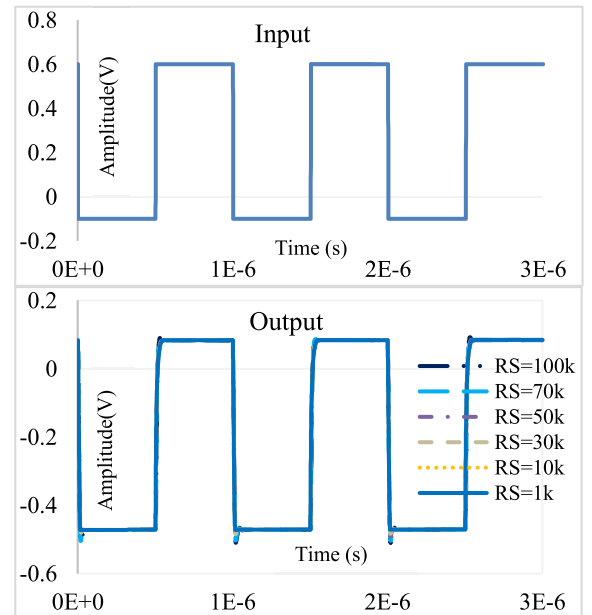 0.8
Input
0.6
Amplitude(V)
0.4
0.2
0
-0.2
Time (s)
0E+0 1E-6 2E-6 3E-6
0.2
Output
0
RS=100k
RS=70k
Amplitude(V)
-0.2
RS=50k
RS=30k
RS=10k
-0.4
RS=1k
Time (s)
-0.6
0E+0 1E-6 2E-6 3E-6